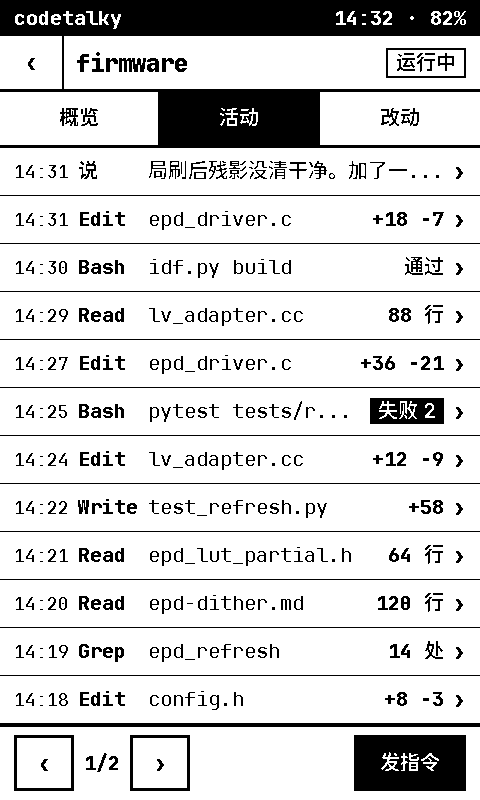 codetalky 14:32 · 82%
‹ firmware 运行中
概览 活动 改动
14:31 说 局刷后残影没清干净。加了一... ›
14:31 Edit epd_driver.c +18 -7 ›
14:30 Bash idf.py build 通过 ›
14:29 Read lv_adapter.cc 88 行 ›
14:27 Edit epd_driver.c +36 -21 ›
14:25 Bash pytest tests/r... 失败 2 ›
14:24 Edit lv_adapter.cc +12 -9 ›
14:22 Write test_refresh.py +58 ›
14:21 Read epd_lut_partial.h 64 行 ›
14:20 Read epd-dither.md 120 行 ›
14:19 Grep epd_refresh 14 处 ›
14:18 Edit config.h +8 -3 ›
‹ 1/2 › 发指令